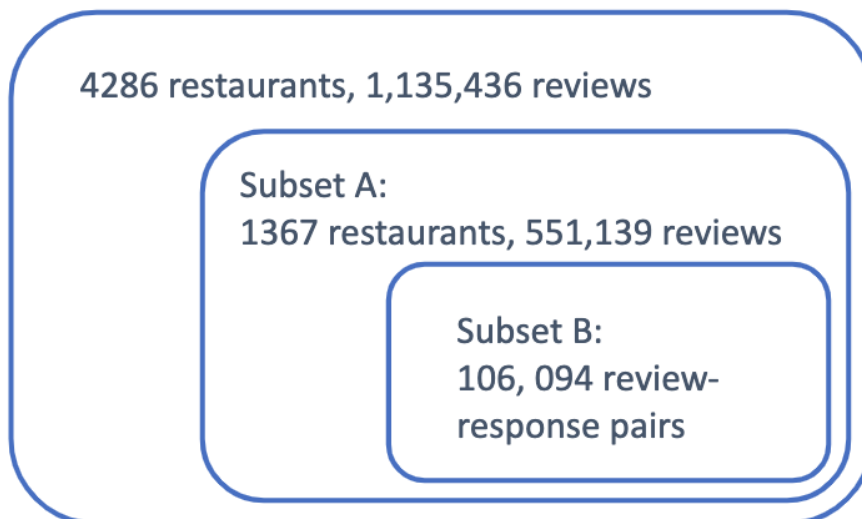 4286 restaurants, 1,135,436 reviews
Subset A:
1367 restaurants, 551,139 reviews
Subset B:
106, 094 review-
response pairs